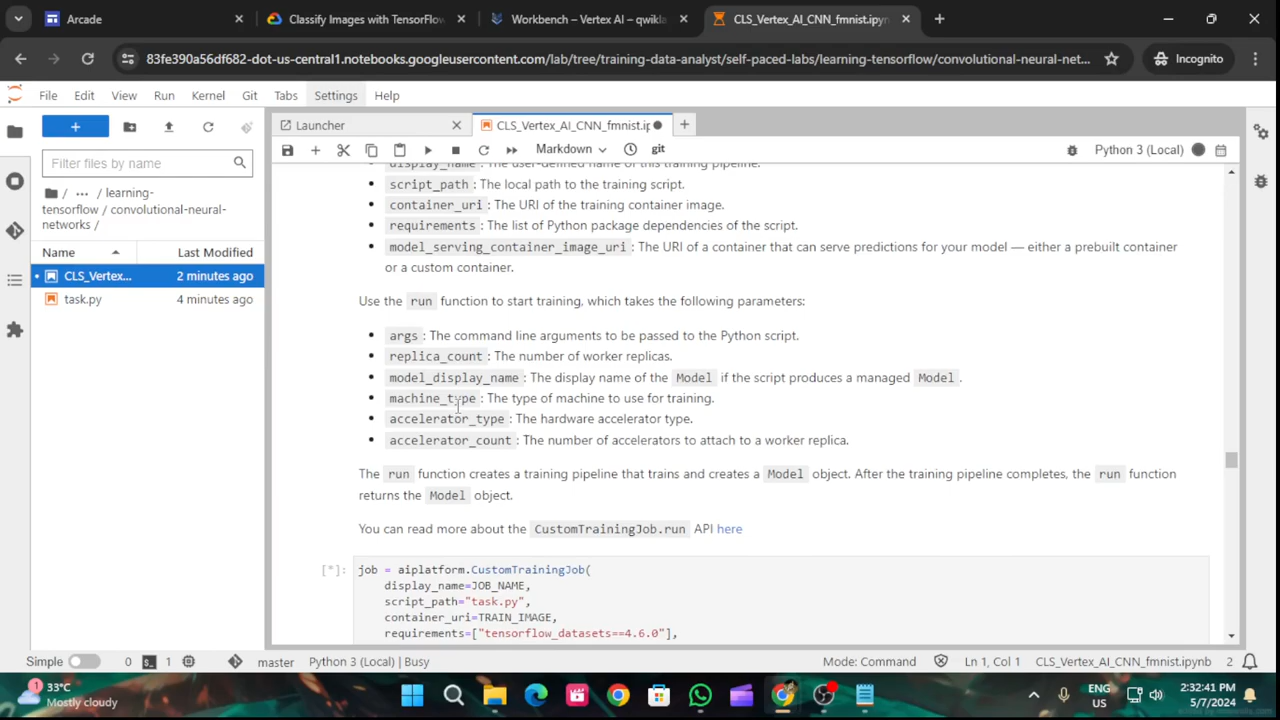 Arcade
Classify Images with TensorFlow
Workbench – Vertex AI – qwikla
CLS_Vertex_AI_CNN_fmnist.ipyn
83fe390a56df682-dot-us-central1.notebooks.googleusercontent.com/lab/tree/training-data-analyst/self-paced-labs/learning-tensorflow/convolutional-neural-net...
Incognito
File Edit View Run Kernel Git Tabs Settings Help
Launcher
CLS_Vertex_AI_CNN_fmnist.ip
Filter files by name
Markdown
git
Python 3 (Local)
/ ... / learning-
tensorflow / convolutional-neural-
networks /
Name Last Modified
CLS_Vertex... 2 minutes ago
task.py 4 minutes ago
display_name: The user-defined name of this training pipeline.
• script_path : The local path to the training script.
• container_uri : The URI of the training container image.
• requirements : The list of Python package dependencies of the script.
• model_serving_container_image_uri : The URI of a container that can serve predictions for your model — either a prebuilt container
or a custom container.
Use the run function to start training, which takes the following parameters:
• args : The command line arguments to be passed to the Python script.
• replica_count : The number of worker replicas.
• model_display_name : The display name of the Model if the script produces a managed Model .
• machine_type : The type of machine to use for training.
• accelerator_type : The hardware accelerator type.
• accelerator_count : The number of accelerators to attach to a worker replica.
The run function creates a training pipeline that trains and creates a Model object. After the training pipeline completes, the run function
returns the Model object.
You can read more about the CustomTrainingJob.run API here
[*]: job = aiplatform.CustomTrainingJob(
display_name=JOB_NAME,
script_path="task.py",
container_uri=TRAIN_IMAGE,
requirements=["tensorflow_datasets==4.6.0"],
Simple 0 1 master Python 3 (Local) | Busy Mode: Command Ln 1, Col 1 CLS_Vertex_AI_CNN_fmnist.ipynb 2
1
33°C
Mostly cloudy
ENG
US
2:32:41 PM
5/7/2024